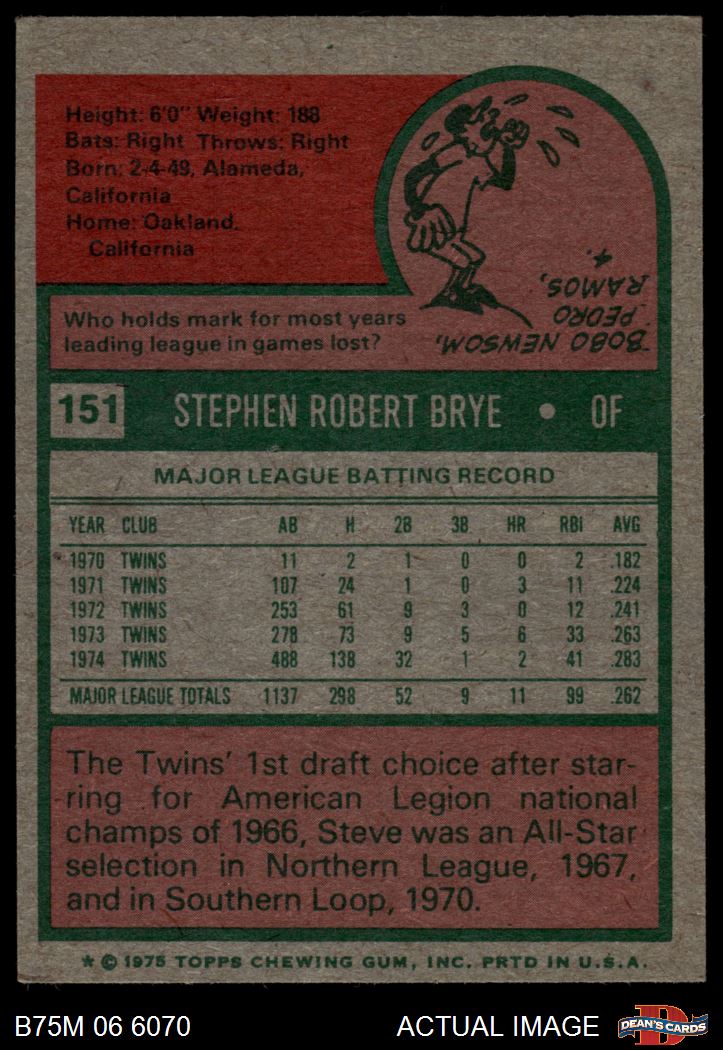 Height: 6'0" Weight: 188
Bats: Right Throws: Right
Born: 2-4-49, Alameda,
California
Home: Oakland,
California
Who holds mark for most years
leading league in games lost?
BOBO NEWSOM,
PEDRO
RAMOS,
4.
151 STEPHEN ROBERT BRYE • OF
MAJOR LEAGUE BATTING RECORD
YEAR CLUB AB H 2B 3B HR RBI AVG
1970 TWINS 11 2 1 0 0 2 .182
1971 TWINS 107 24 1 0 3 11 .224
1972 TWINS 253 61 9 3 0 12 .241
1973 TWINS 278 73 9 5 6 33 .263
1974 TWINS 488 138 32 1 2 41 .283
MAJOR LEAGUE TOTALS 1137 298 52 9 11 99 .262
The Twins' 1st draft choice after star-
ring for American Legion national
champs of 1966, Steve was an All-Star
selection in Northern League, 1967,
and in Southern Loop, 1970.
* © 1975 TOPPS CHEWING GUM, INC. PRTD IN U.S.A.
B75M 06 6070 ACTUAL IMAGE
D
DEAN'S CARDS